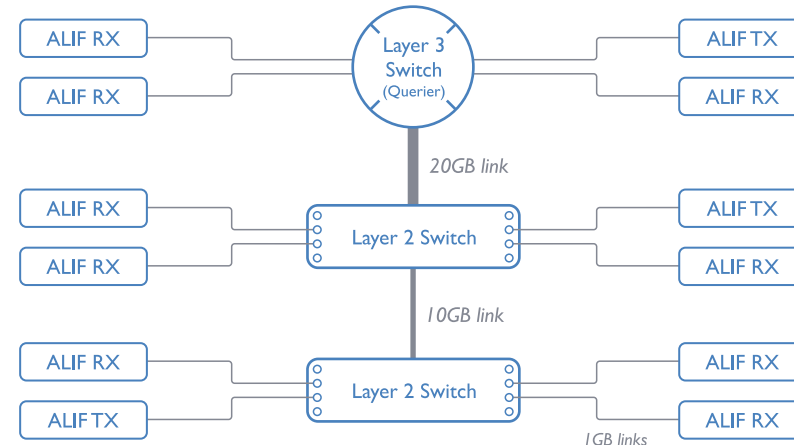 ALIF RX
Layer 3
Switch
(Querier)
ALIF TX
ALIF RX
ALIF RX
20GB link
ALIF RX
Layer 2 Switch
ALIF TX
ALIF RX
ALIF RX
10GB link
ALIF RX
Layer 2 Switch
ALIF RX
ALIF TX
ALIF RX
1GB links